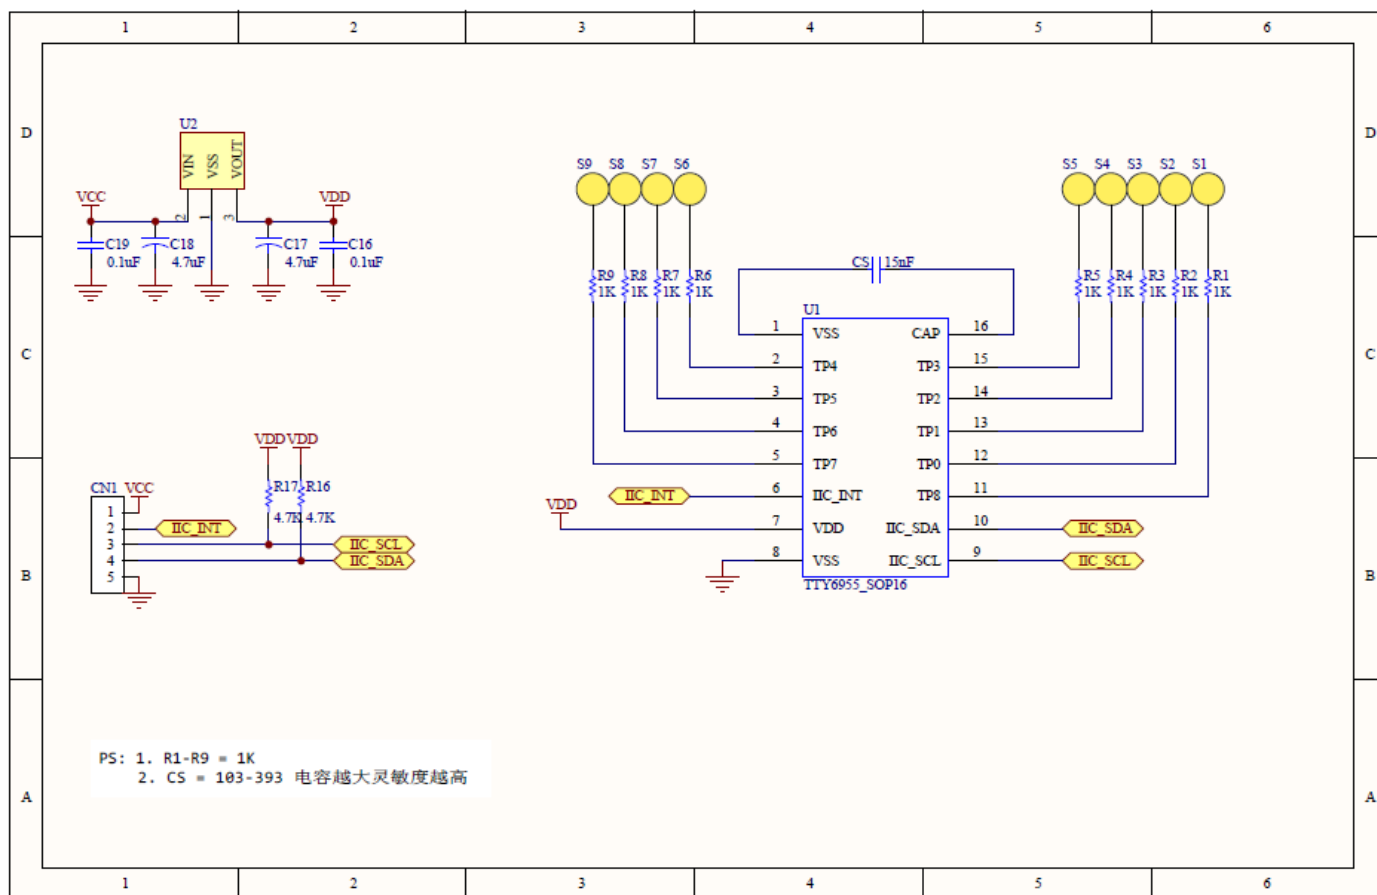 1 2 3 4 5 6
D D
U2
VIN VSS VOUT
2 1 3
VCC VDD
C19 C18 C17 C16
0.1uF 4.7uF 4.7uF 0.1uF
S9 S8 S7 S6 S5 S4 S3 S2 S1
CS 15nF
R9 R8 R7 R6 R5 R4 R3 R2 R1
1K 1K 1K 1K 1K 1K 1K 1K 1K
U1
1 VSS CAP 16
C C
2 TP4 TP3 15
3 TP5 TP2 14
4 TP6 TP1 13
5 TP7 TP0 12
IIC_INT 6 IIC_INT TP8 11
VDD 7 VDD IIC_SDA 10 IIC_SDA
8 VSS IIC_SCL 9 IIC_SCL
TTY6955_SOP16
VDD VDD
R17 R16
4.7K 4.7K
CN1 VCC
1
2 IIC_INT
3 IIC_SCL
4 IIC_SDA
5
B B
PS: 1. R1-R9 = 1K
2. CS = 103-393 电容越大灵敏度越高
A A
1 2 3 4 5 6